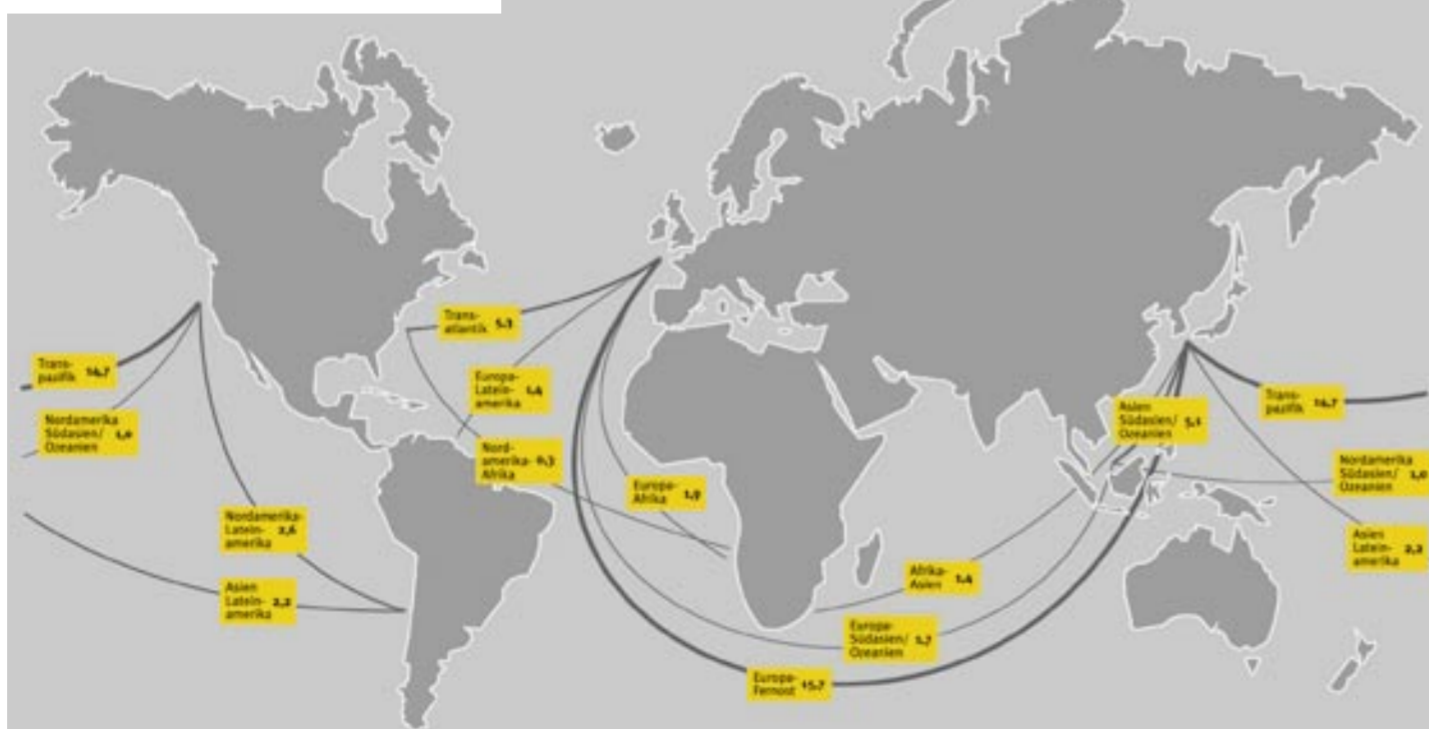 Trans-
atlantik 5,3
Trans-
pazifik 14,7
Europa-
Latein- 1,4
amerika
Nordamerika
Südasien/ 1,0
Ozeanien
Nord-
amerika- 0,3
Afrika
Europa-
Afrika 1,9
Asien
Südasien/ 5,1
Ozeanien
Trans-
pazifik 14,7
Nordamerika
Südasien/ 1,0
Ozeanien
Nordamerika-
Latein- 2,6
amerika
Asien
Latein- 2,2
amerika
Asien
Latein- 2,2
amerika
Afrika-
Asien 1,4
Europa-
Südasien/
Ozeanien
Europa-
Fernost 15,7